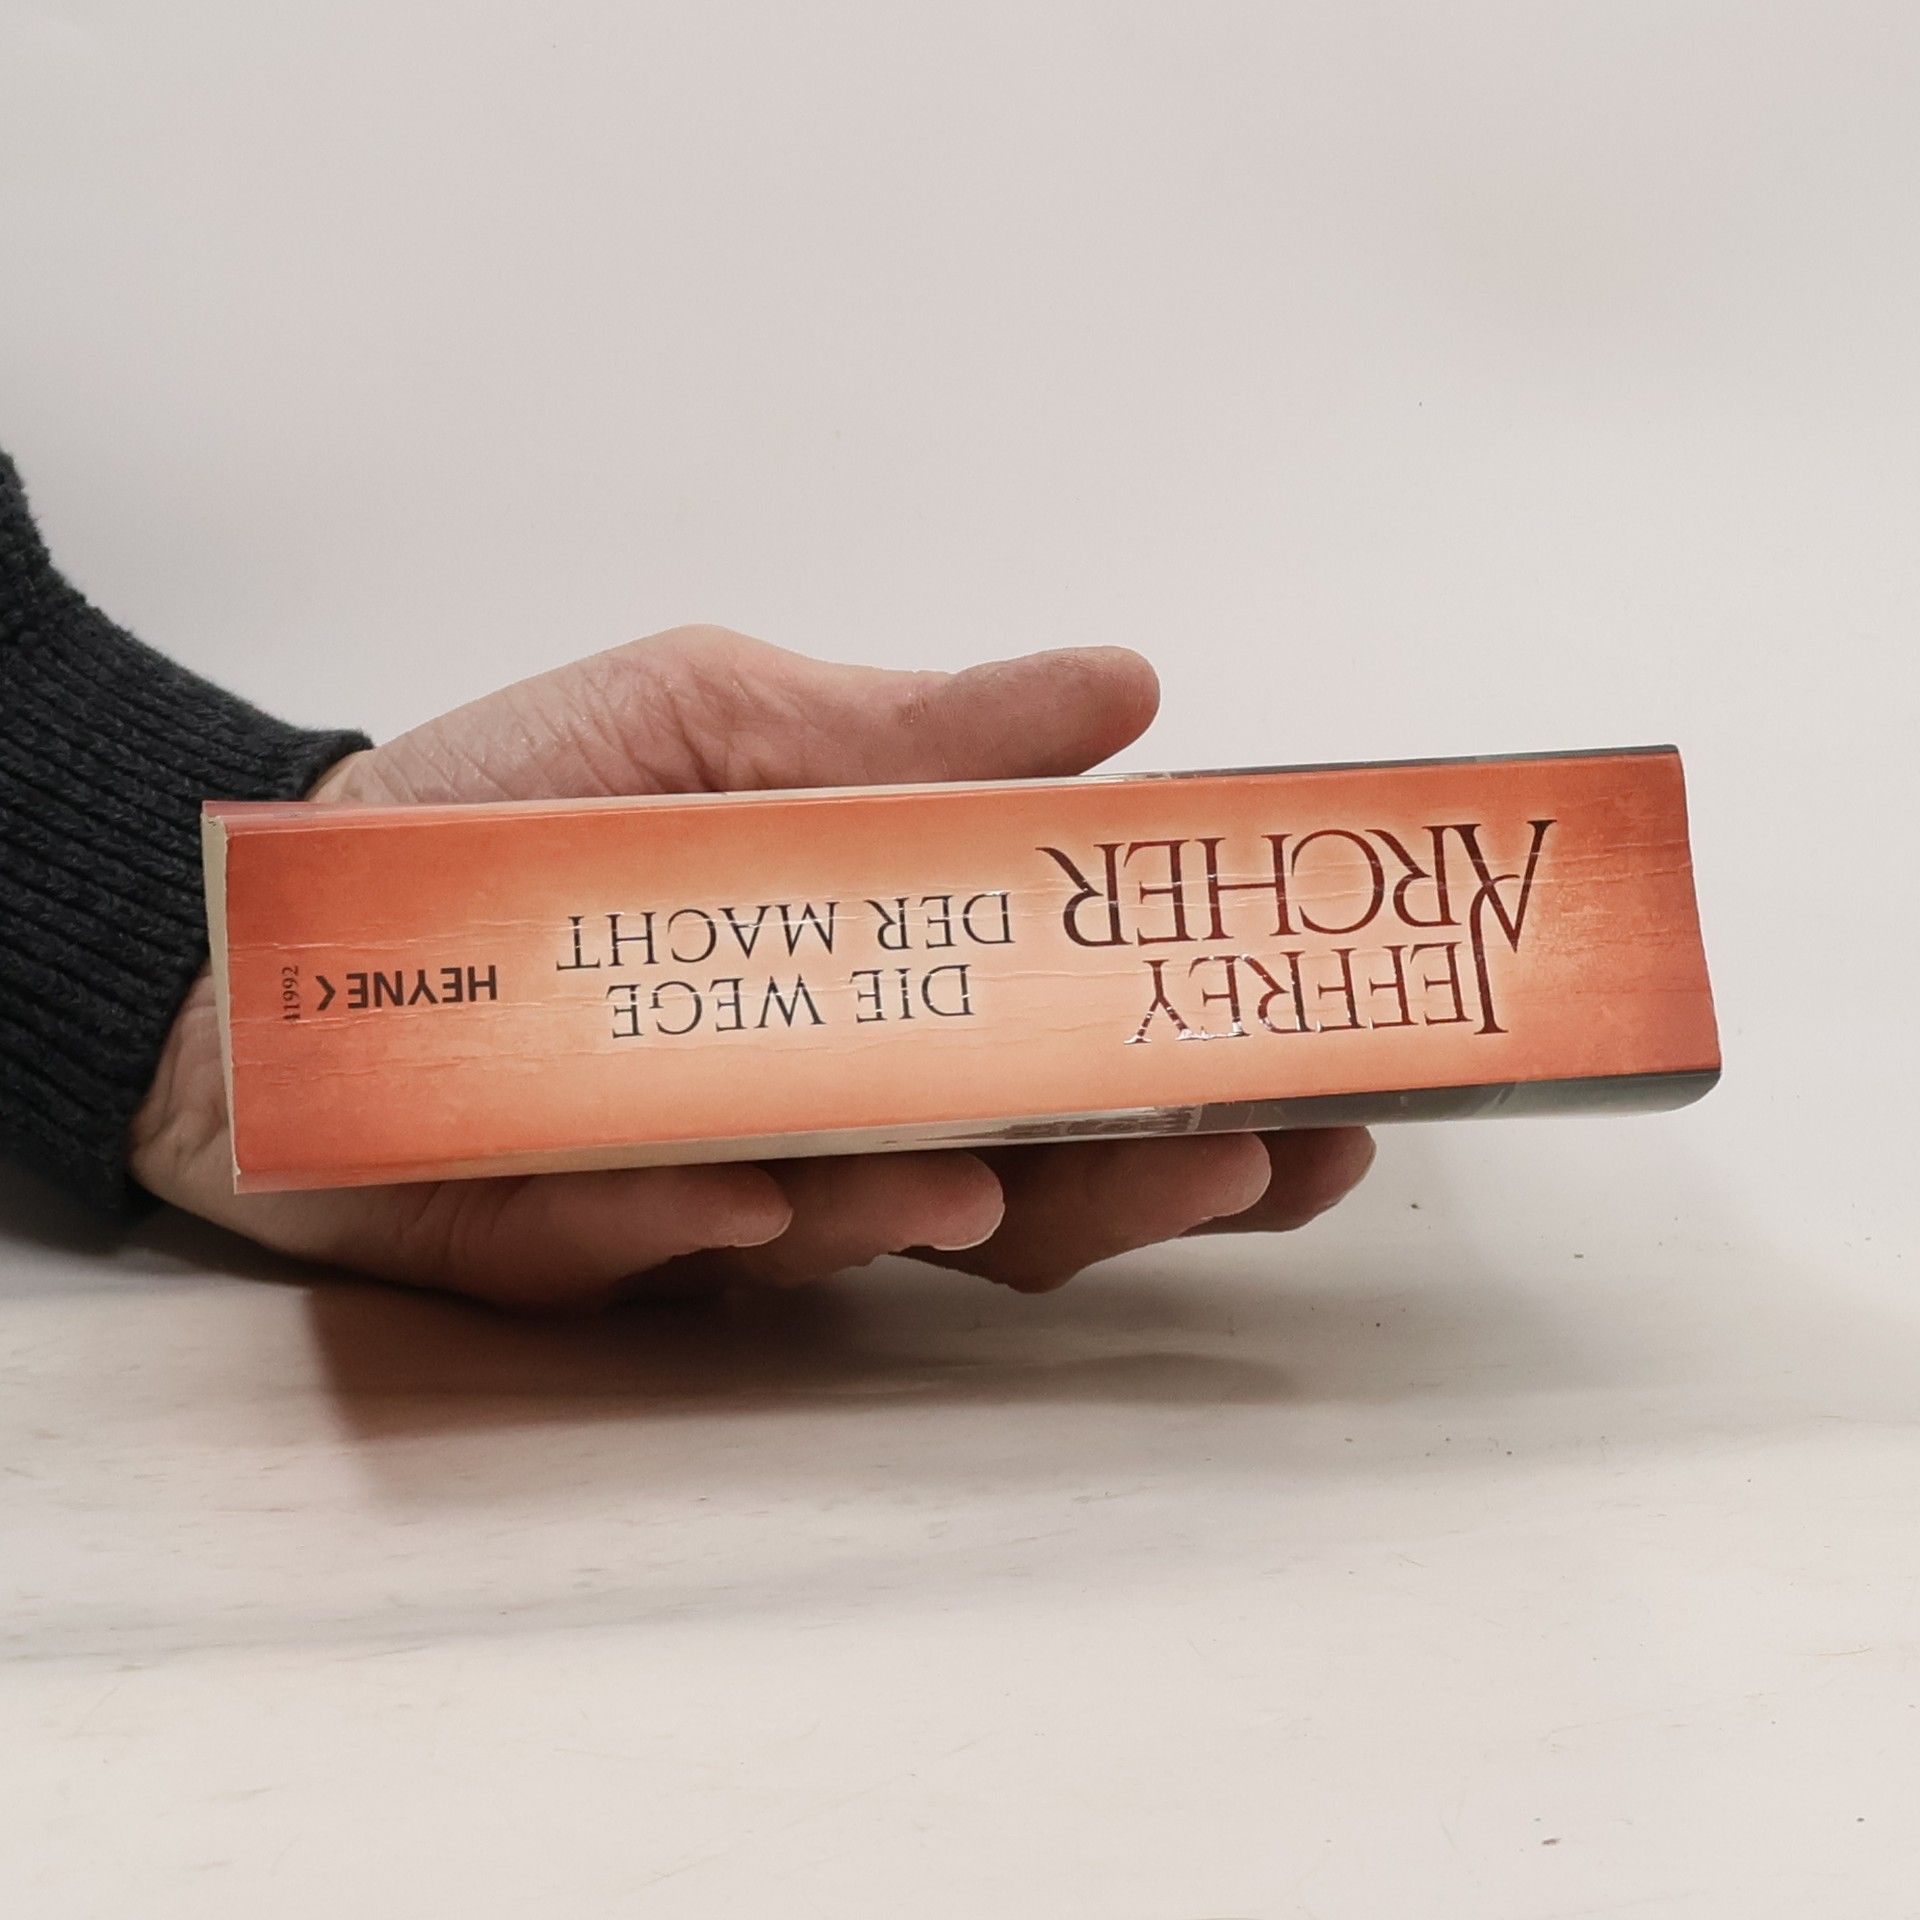 JEFFREY
ARCHER
DIE WEGE
DER MACHT
HEYNE <
41992